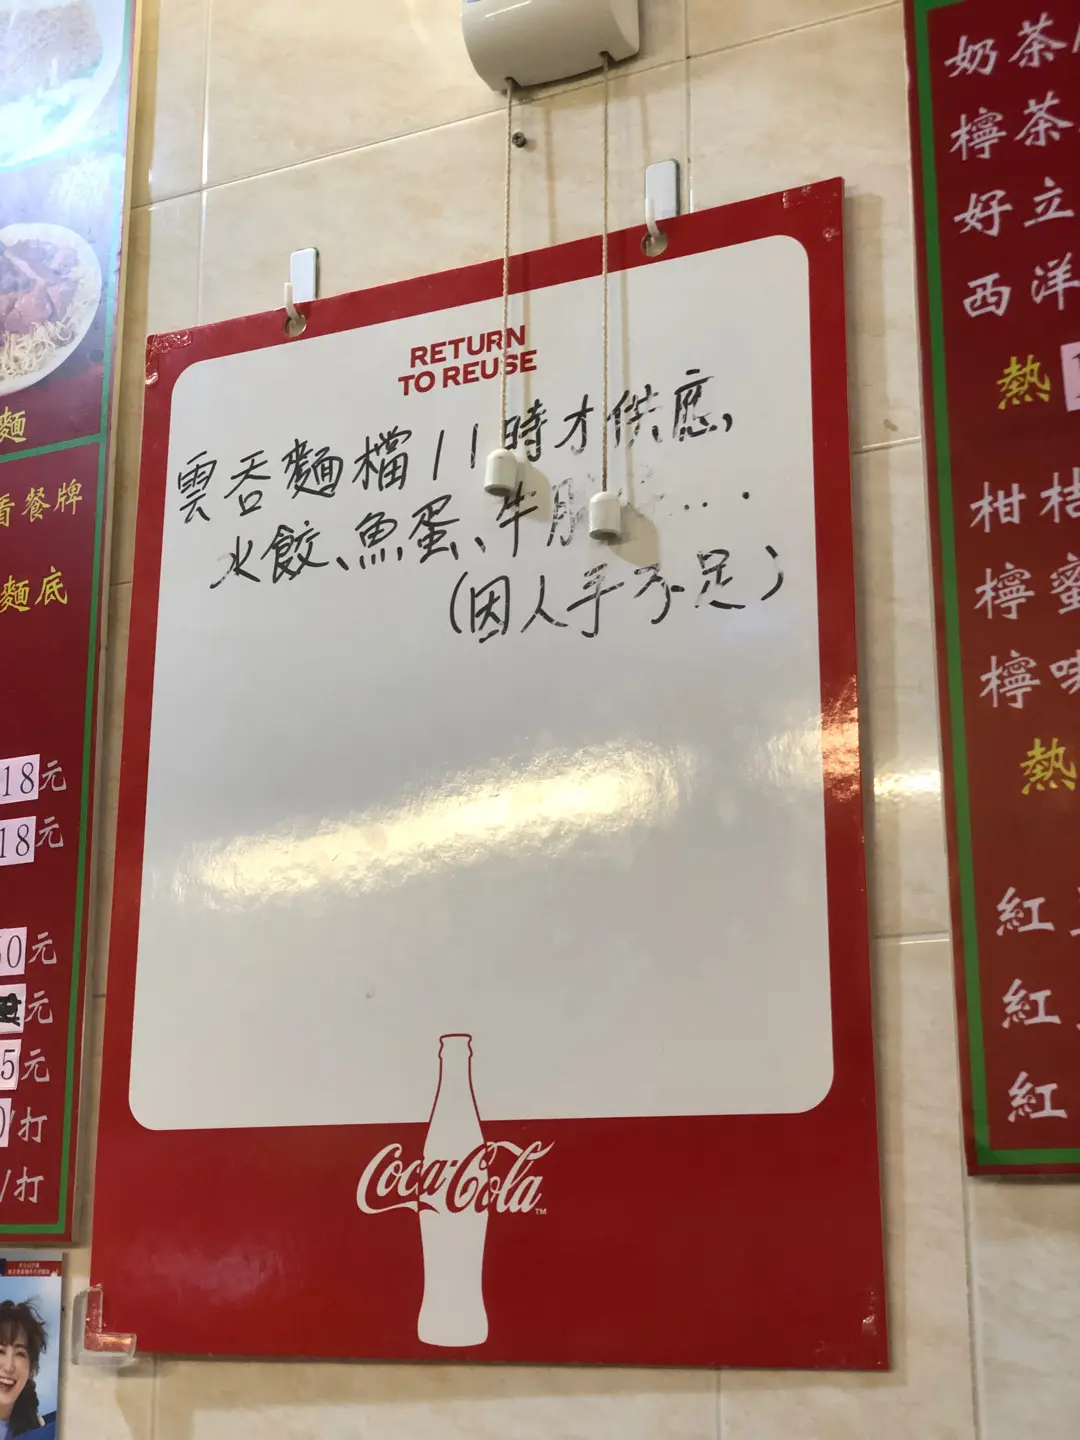 RETURN
TO REUSE
雲吞麵檔11時才供應,
水餃、魚蛋、牛
...
(因人手不足)
Coca-Cola
TM
麵
看餐牌
麵底
18元
18元
50元
元
5元
/打
/打
奶茶
檸茶
好立
西洋
熱
柑桔
檸蜜
檸
熱
紅
紅
紅